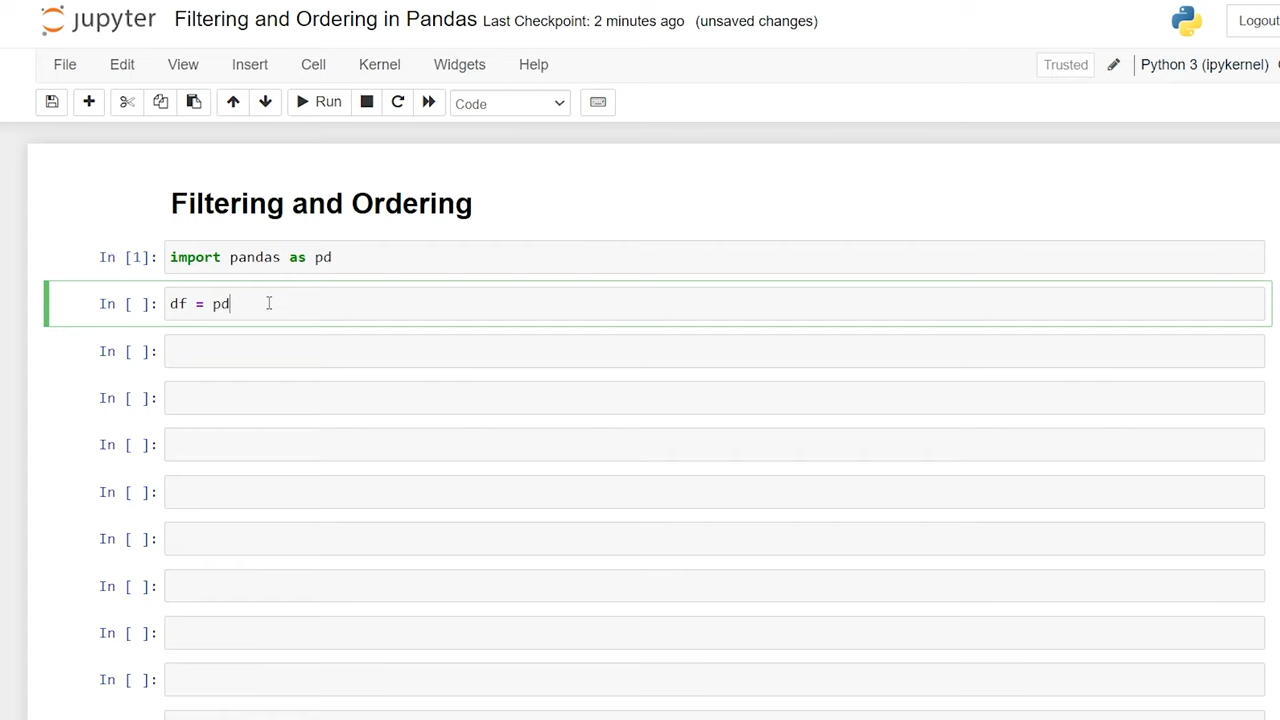 jupyter Filtering and Ordering in Pandas Last Checkpoint: 2 minutes ago (unsaved changes) Logout
File Edit View Insert Cell Kernel Widgets Help Trusted Python 3 (ipykernel)
Run Code
Filtering and Ordering
In [1]: import pandas as pd
In [ ]: df = pd
In [ ]:
In [ ]:
In [ ]:
In [ ]:
In [ ]:
In [ ]:
In [ ]:
In [ ]: